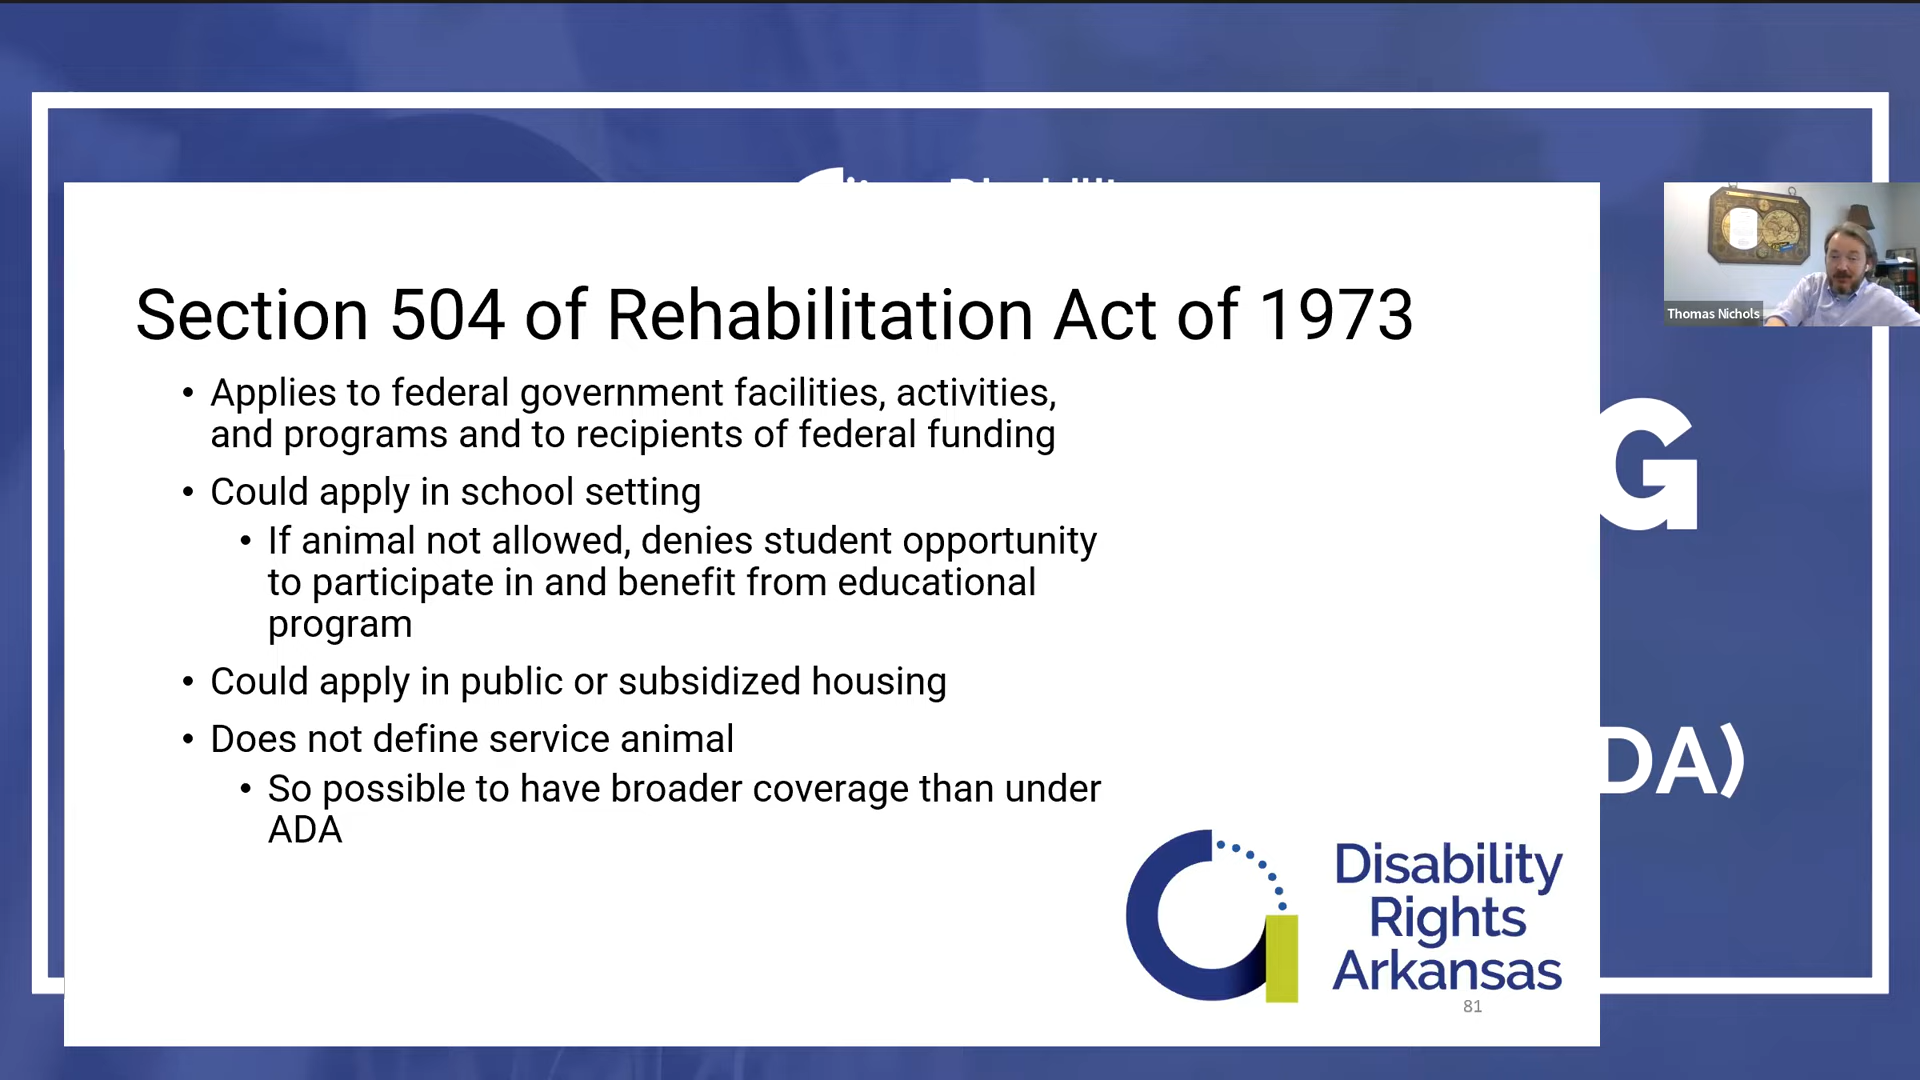 Section 504 of Rehabilitation Act of 1973
• Applies to federal government facilities, activities,
and programs and to recipients of federal funding
• Could apply in school setting
• If animal not allowed, denies student opportunity
to participate in and benefit from educational
program
• Could apply in public or subsidized housing
• Does not define service animal
• So possible to have broader coverage than under
ADA
Disability
Rights
Arkansas
81
Thomas Nichols
G
DA)